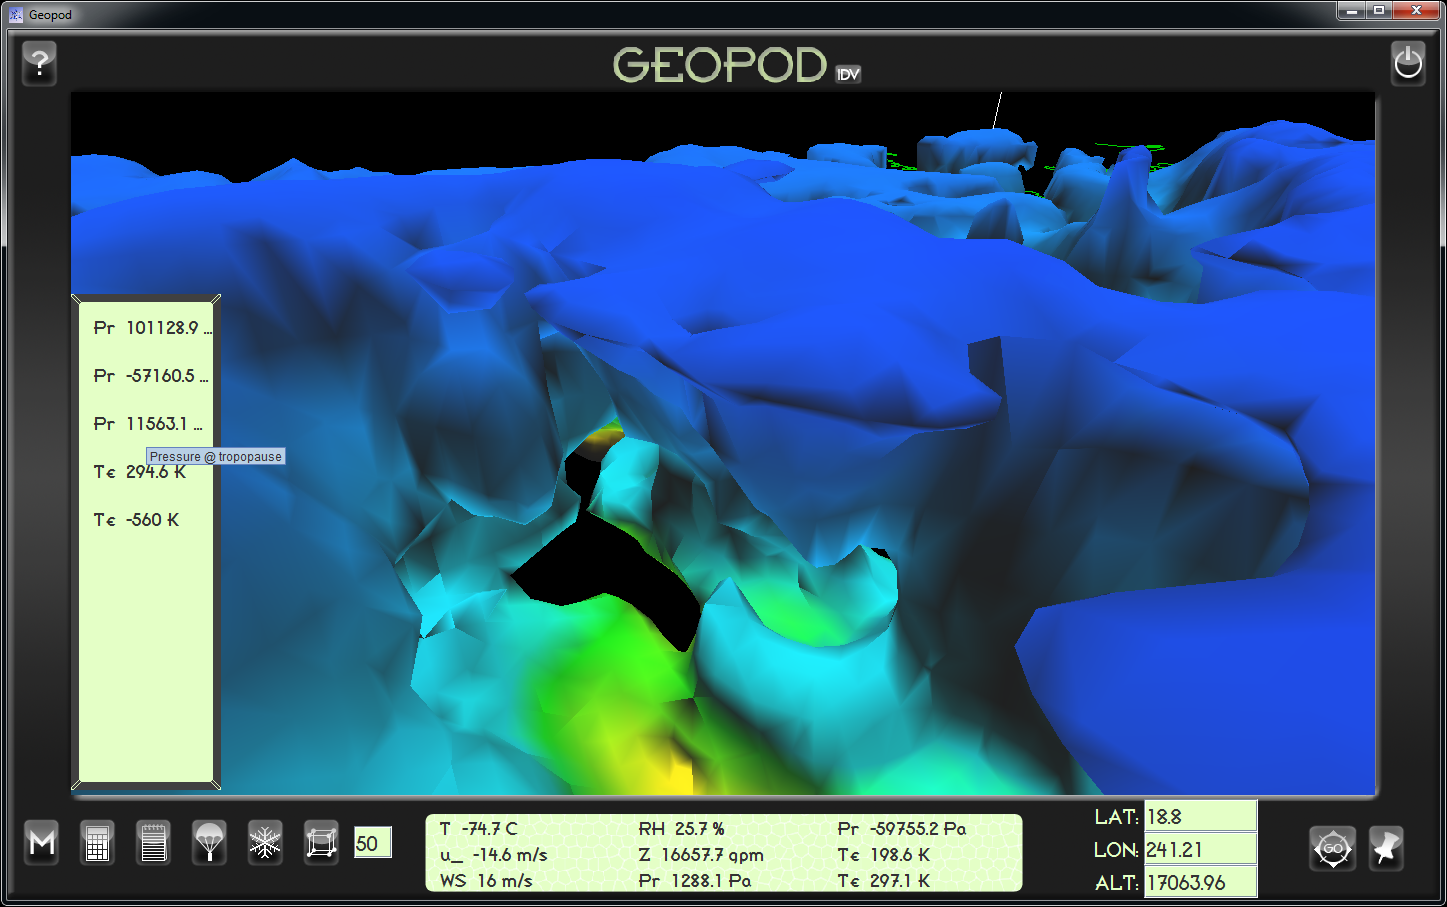 Geopod
?
GEOPOD IDV
Pr 101128.9 ...
Pr -57160.5 ...
Pr 11563.1 ...
Pressure @ tropopause
Te 294.6 K
Te -560 K
M
50
T -74.7 C
RH 25.7 %
Pr -59755.2 Pa
u_ -14.6 m/s
Z 16657.7 gpm
Te 198.6 K
WS 16 m/s
Pr 1288.1 Pa
Te 297.1 K
LAT: 18.8
LON: 241.21
ALT: 17063.96
GO